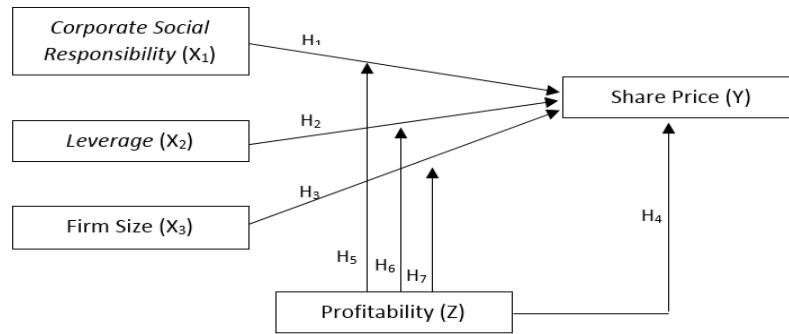 Corporate Social
Responsibility (X₁)
H₁
Share Price (Y)
Leverage (X₂)
H₂
H₃
Firm Size (X₃)
H₄
H₅
H₆
H₇
Profitability (Z)